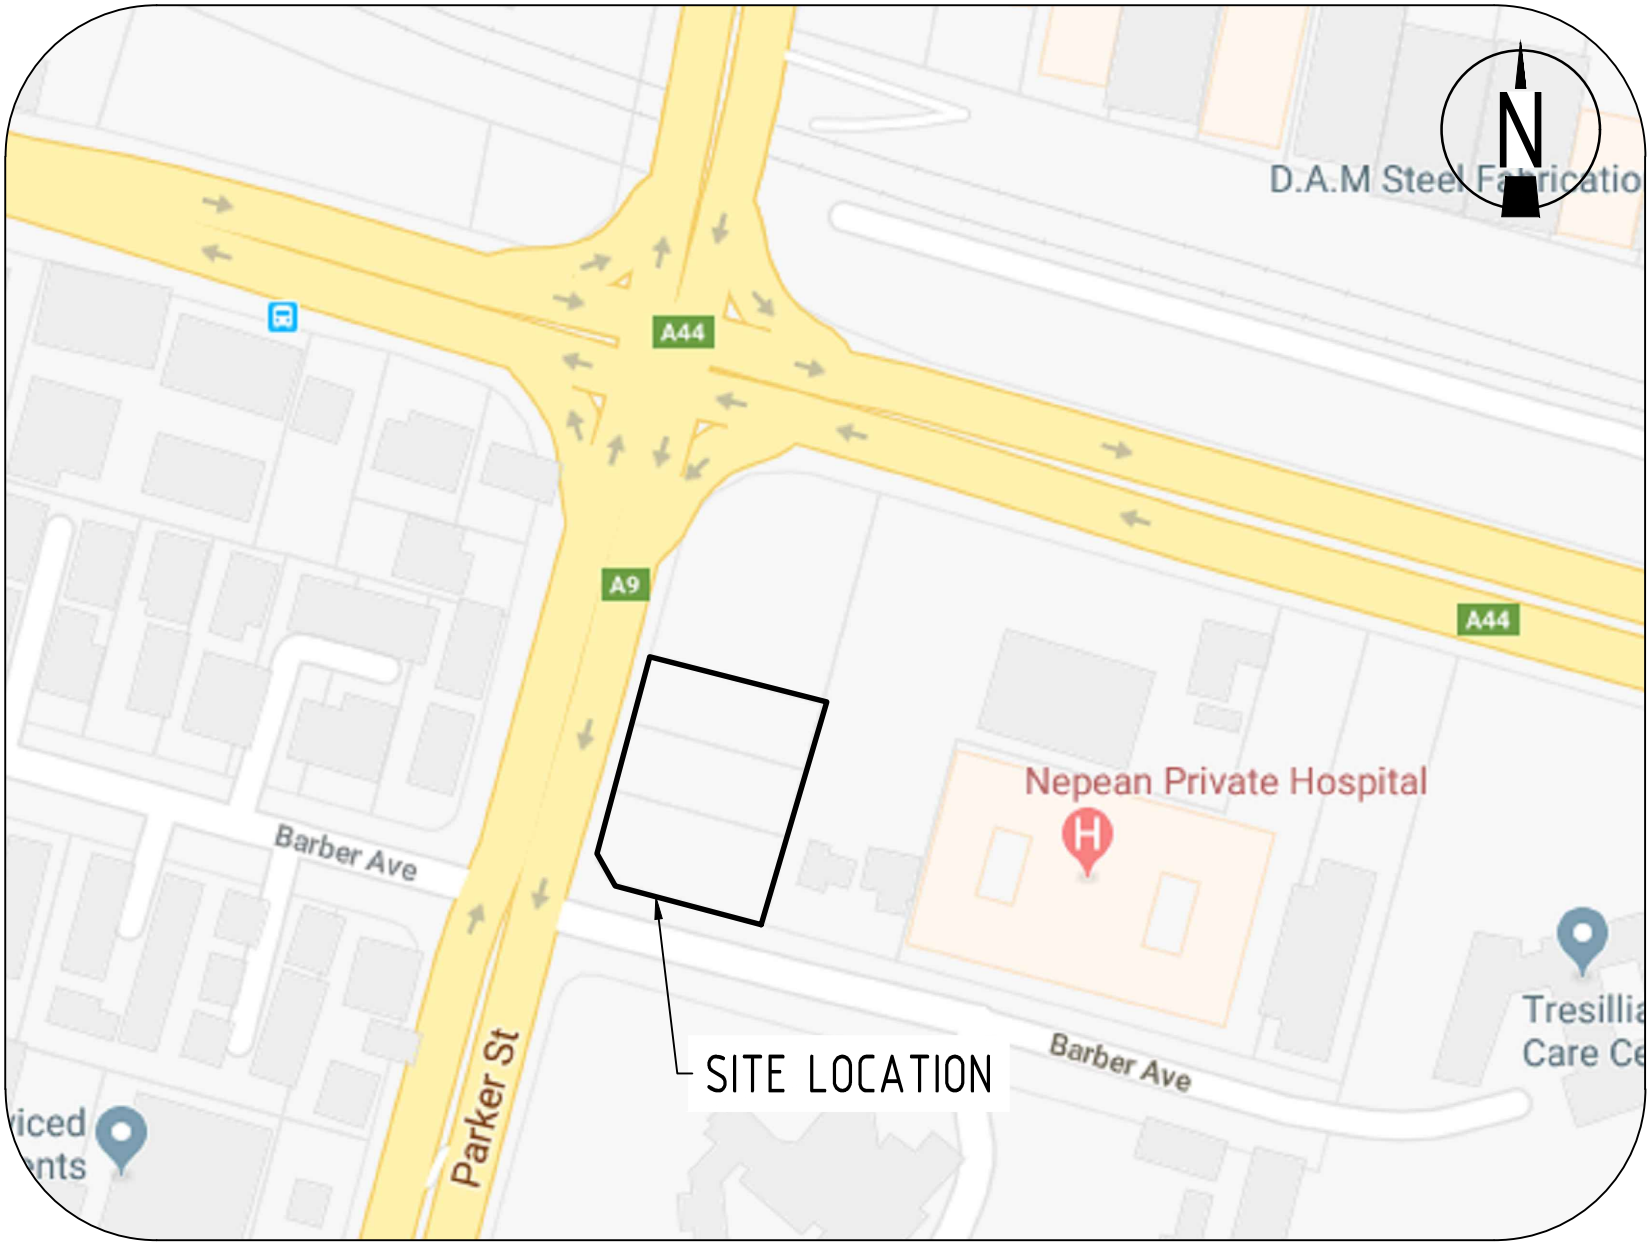 N
D.A.M Steel Fabricatio
A44
A9
A44
Nepean Private Hospital
H
Barber Ave
Tresillia
Care Ce
SITE LOCATION
Barber Ave
Parker St
iced
ents